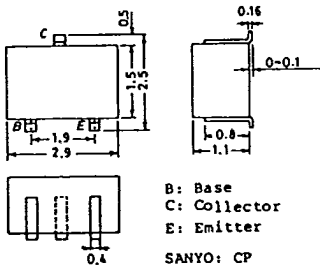 C
0.5
1.5
2.5
B
E
1.9
2.9
0.16
0~0.1
0.8
1.1
0.4
B: Base
C: Collector
E: Emitter
SANYO: CP